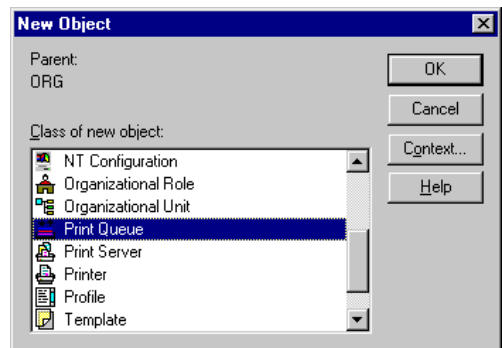 New Object
Parent:
ORG
Class of new object:
NT Configuration
Organizational Role
Organizational Unit
Print Queue
Print Server
Printer
Profile
Template
OK
Cancel
Context...
Help